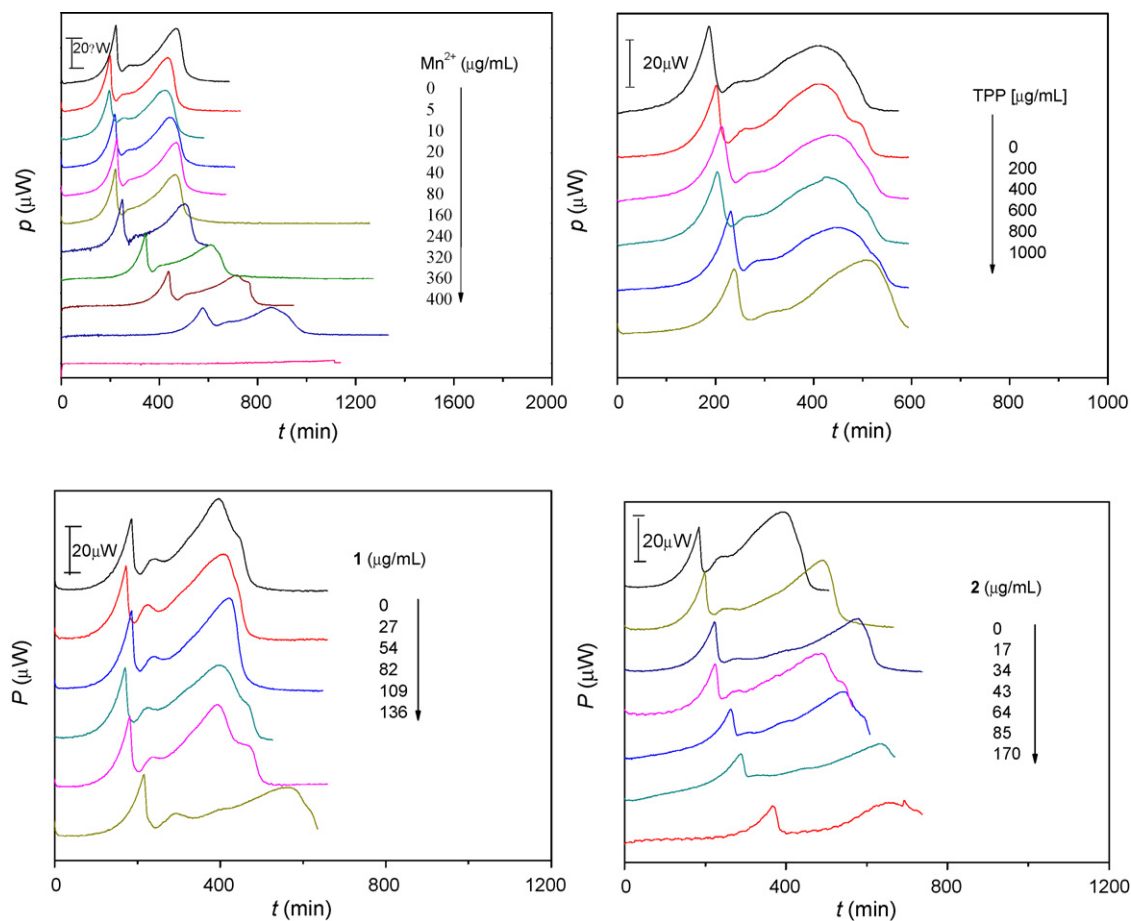 20?W
Mn2+ (μg/mL)
0
5
10
20
40
80
160
240
320
360
400
p (μW)
0 400 800 1200 1600 2000
t (min)
20μW
TPP [μg/mL]
0
200
400
600
800
1000
p (μW)
0 200 400 600 800 1000
t (min)
20μW
1 (μg/mL)
0
27
54
82
109
136
P (μW)
0 400 800 1200
t (min)
20μW
2 (μg/mL)
0
17
34
43
64
85
170
P (μW)
0 400 800 1200
t (min)